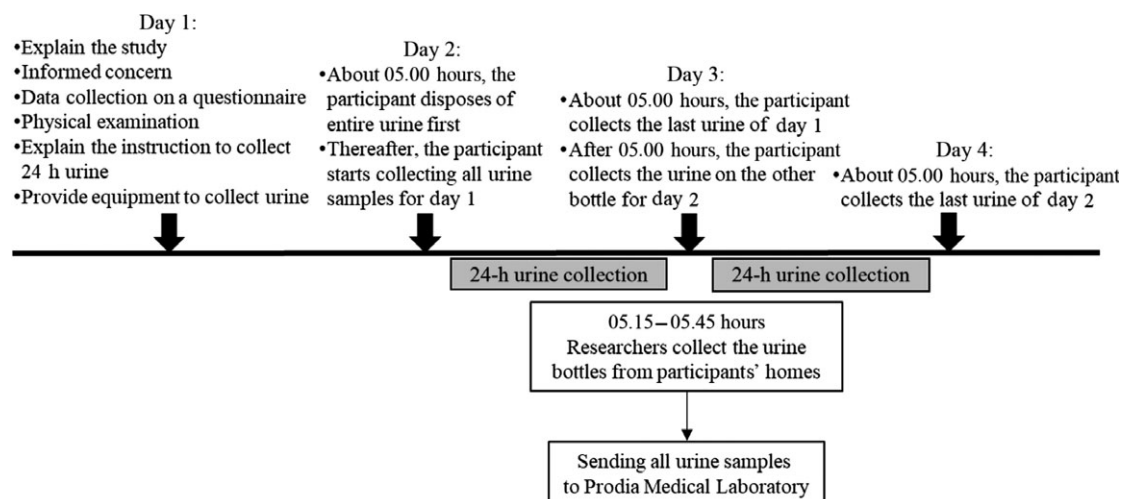 Day 1:
•Explain the study
•Informed concern
•Data collection on a questionnaire
•Physical examination
•Explain the instruction to collect
24 h urine
•Provide equipment to collect urine
Day 2:
•About 05.00 hours, the
participant disposes of
entire urine first
•Thereafter, the participant
starts collecting all urine
samples for day 1
Day 3:
•About 05.00 hours, the participant
collects the last urine of day 1
•After 05.00 hours, the participant
collects the urine on the other
bottle for day 2
Day 4:
•About 05.00 hours, the participant
collects the last urine of day 2
24-h urine collection
24-h urine collection
05.15–05.45 hours
Researchers collect the urine
bottles from participants’ homes
Sending all urine samples
to Prodia Medical Laboratory